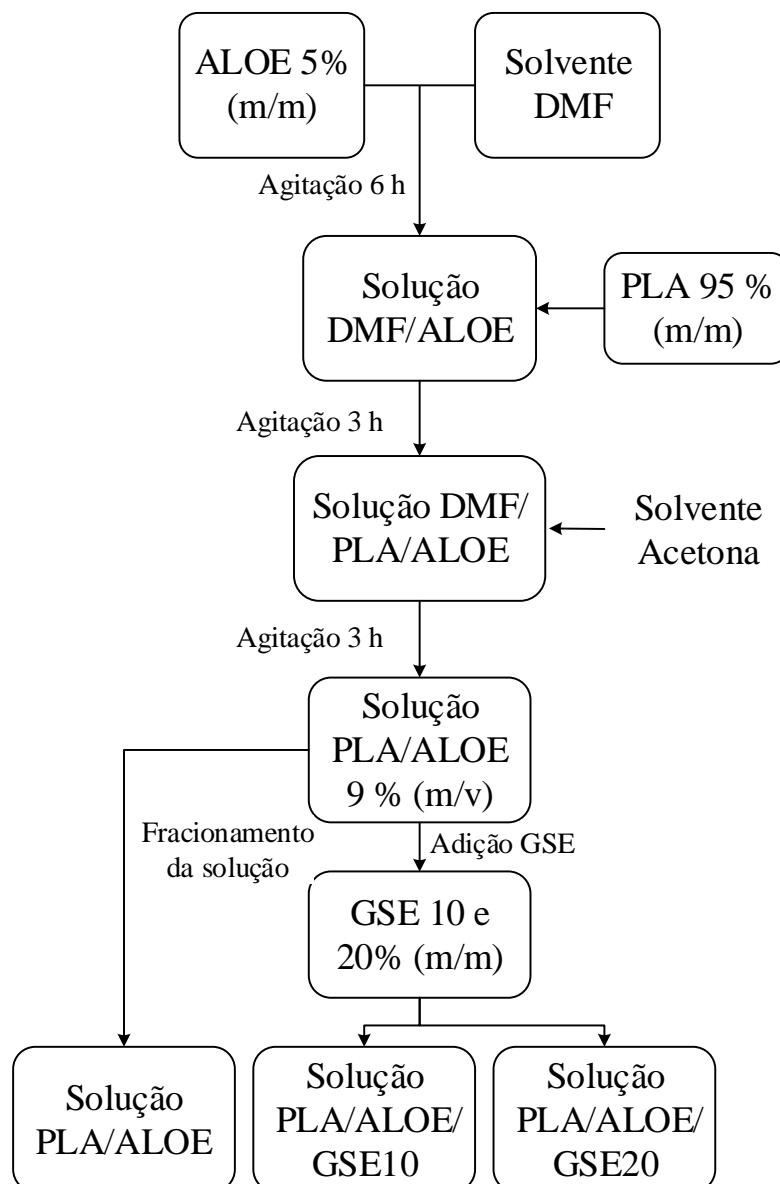 ALOE 5%
(m/m)
Solvente
DMF
Agitação 6 h
Solução
DMF/ALOE
PLA 95 %
(m/m)
Agitação 3 h
Solução DMF/
PLA/ALOE
Solvente
Acetona
Agitação 3 h
Solução
PLA/ALOE
9 % (m/v)
Fracionamento
da solução
Adição GSE
GSE 10 e
20% (m/m)
Solução
PLA/ALOE
Solução
PLA/ALOE/
GSE10
Solução
PLA/ALOE/
GSE20